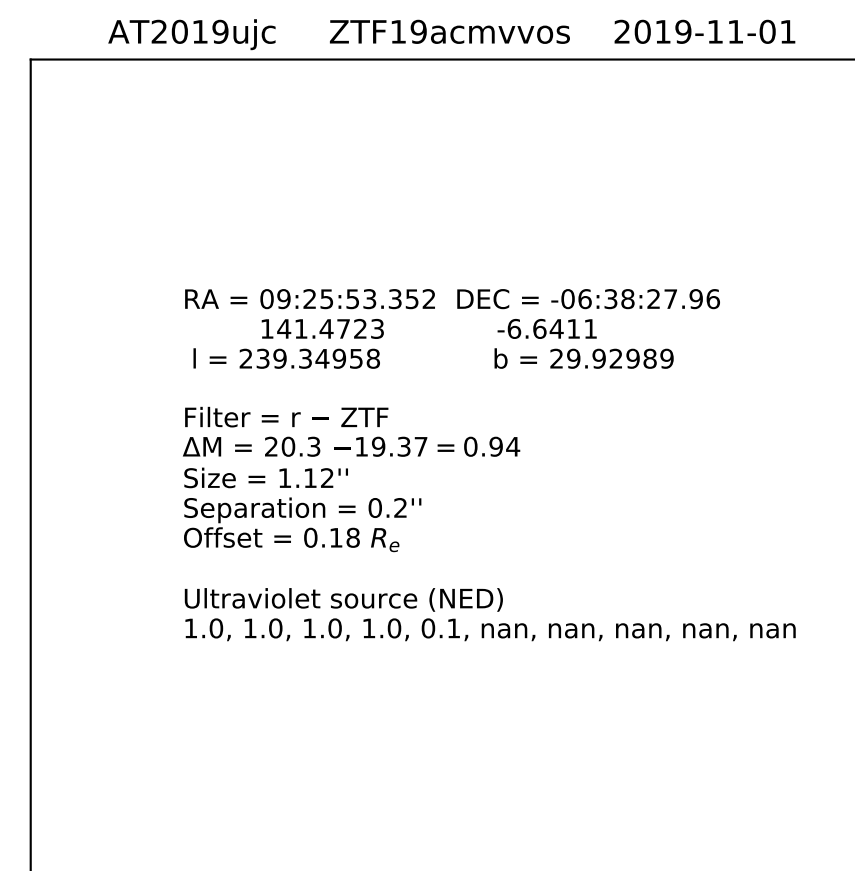 AT2019ujc ZTF19acmvvos 2019-11-01
RA = 09:25:53.352 DEC = -06:38:27.96
141.4723 -6.6411
l = 239.34958 b = 29.92989
Filter = r − ZTF
ΔM = 20.3 −19.37 = 0.94
Size = 1.12''
Separation = 0.2''
Offset = 0.18 Re
Ultraviolet source (NED)
1.0, 1.0, 1.0, 1.0, 0.1, nan, nan, nan, nan, nan